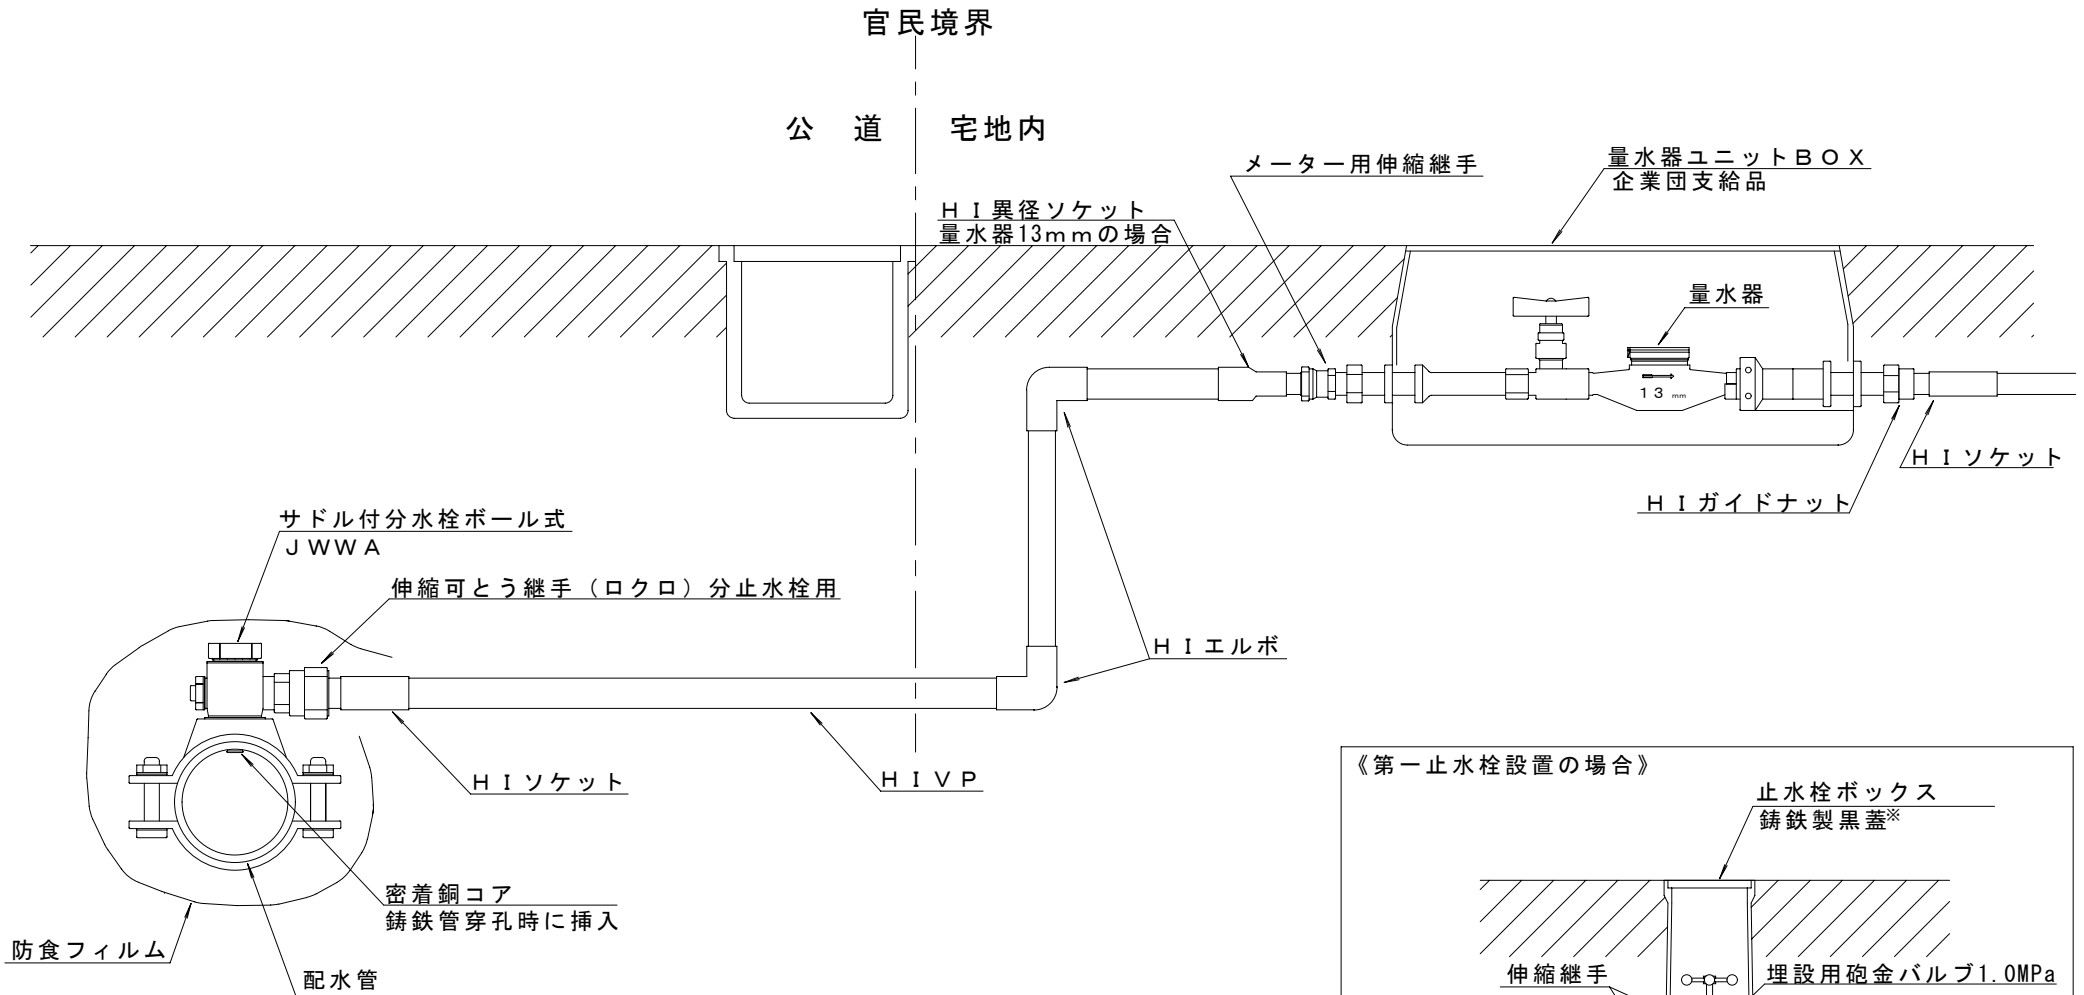 官民境界
公　道
宅地内
メーター用伸縮継手
量水器ユニットＢＯＸ
企業団支給品
ＨＩ異径ソケット
量水器13ｍｍの場合
量水器
13 mm
ＨＩソケット
ＨＩガイドナット
サドル付分水栓ボール式
ＪＷＷＡ
伸縮可とう継手（ロクロ）分止水栓用
ＨＩエルボ
ＨＩソケット
ＨＩＶＰ
密着銅コア
鋳鉄管穿孔時に挿入
防食フィルム
配水管
《第一止水栓設置の場合》
止水栓ボックス
鋳鉄製黒蓋※
伸縮継手
埋設用砲金バルブ1.0MPa